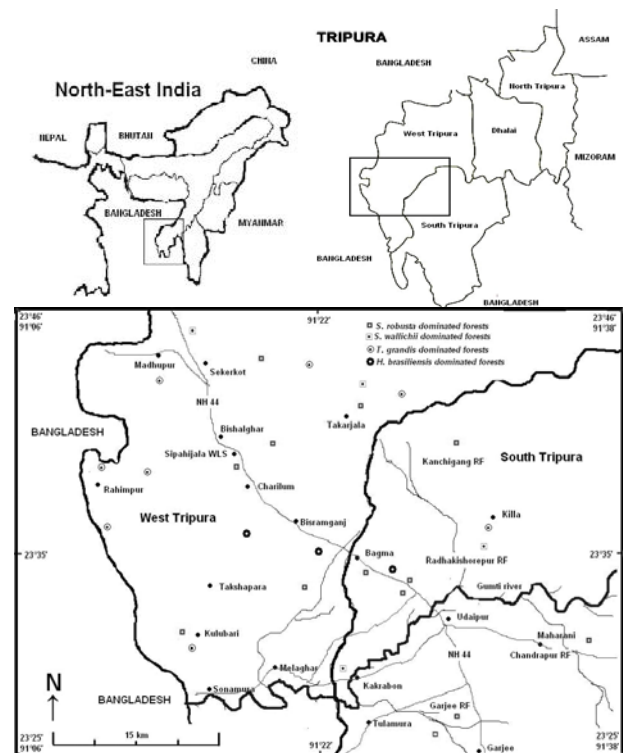 North-East India
CHINA
NEPAL
BHUTAN
BANGLADESH
MYANMAR
TRIPURA
ASSAM
BANGLADESH
North Tripura
West Tripura
Dhalai
MIZORAM
South Tripura
BANGLADESH
BANGLADESH
23°46
91°06
91°22
23°46
91°38
S. robusta dominated forests
S. wallichii dominated forests
T. grandis dominated forests
H. brasiliensis dominated forests
Madhupur
Sekerkot
NH 44
Takarjala
BANGLADESH
Bishalghar
Sipahijala WLS
Kanchigang RF
South Tripura
Rahimpur
Charilum
West Tripura
Bisramganj
Killa
23°35
Bagma
Radhakishorepur RF
23°35
Takshapara
Gumti river
Udaipur
Kulubari
Maharani
Chandrapur RF
N
Melaghar
NH 44
BANGLADESH
Sonamura
Kakrabon
Garjee RF
15 km
Tulamura
Garjee
23°25
91°06
91°22
23°25
91°38